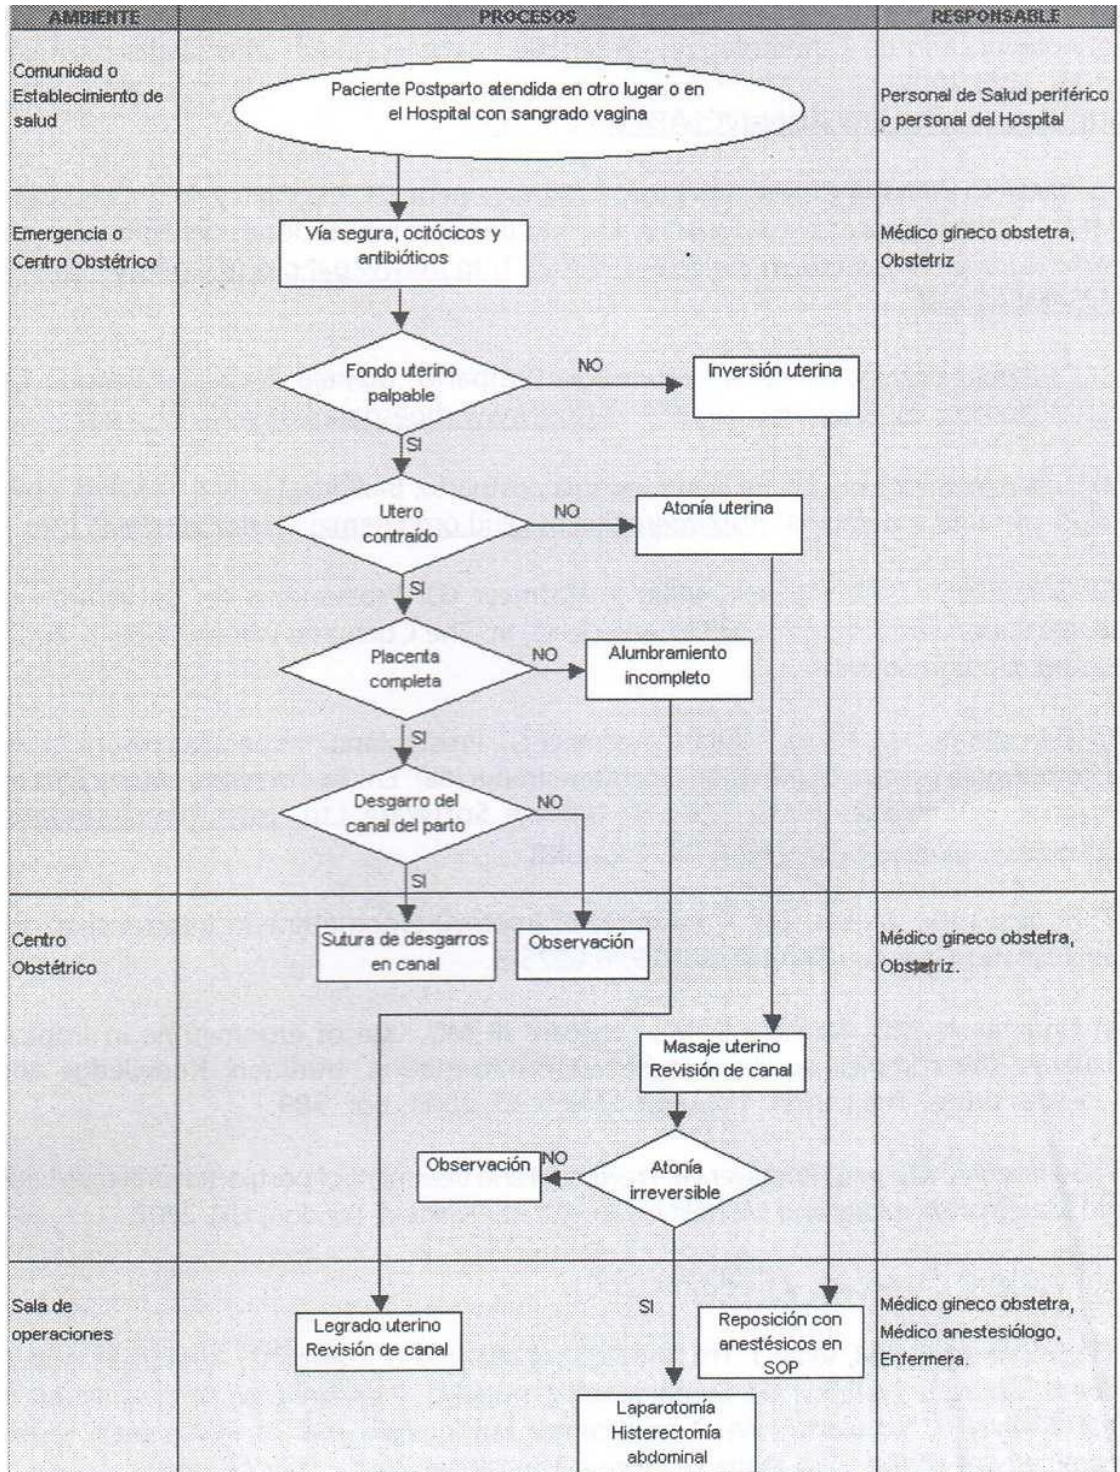 AMBIENTE
PROCESOS
RESPONSABLE
Comunidad o
Establecimiento de
salud
Paciente Postparto atendida en otro lugar o en
el Hospital con sangrado vagina
Personal de Salud periférico
o personal del Hospital
Emergencia o
Centro Obstétrico
Vía segura, ocitócicos y
antibióticos
Médico gineco obstetra,
Obstetriz
Fondo uterino
palpable
NO
Inversión uterina
SI
Utero
contraído
NO
Atonía uterina
SI
Placenta
completa
NO
Alumbramiento
incompleto
SI
Desgarro del
canal del parto
NO
SI
Centro
Obstétrico
Sutura de desgarros
en canal
Observación
Médico gineco obstetra,
Obstetriz.
Masaje uterino
Revisión de canal
Observación
NO
Atonía
irreversible
SI
Sala de
operaciones
Legrado uterino
Revisión de canal
Reposición con
anestésicos en
SOP
Médico gineco obstetra,
Médico anestesiólogo,
Enfermera.
Laparotomía
Histerectomía
abdominal